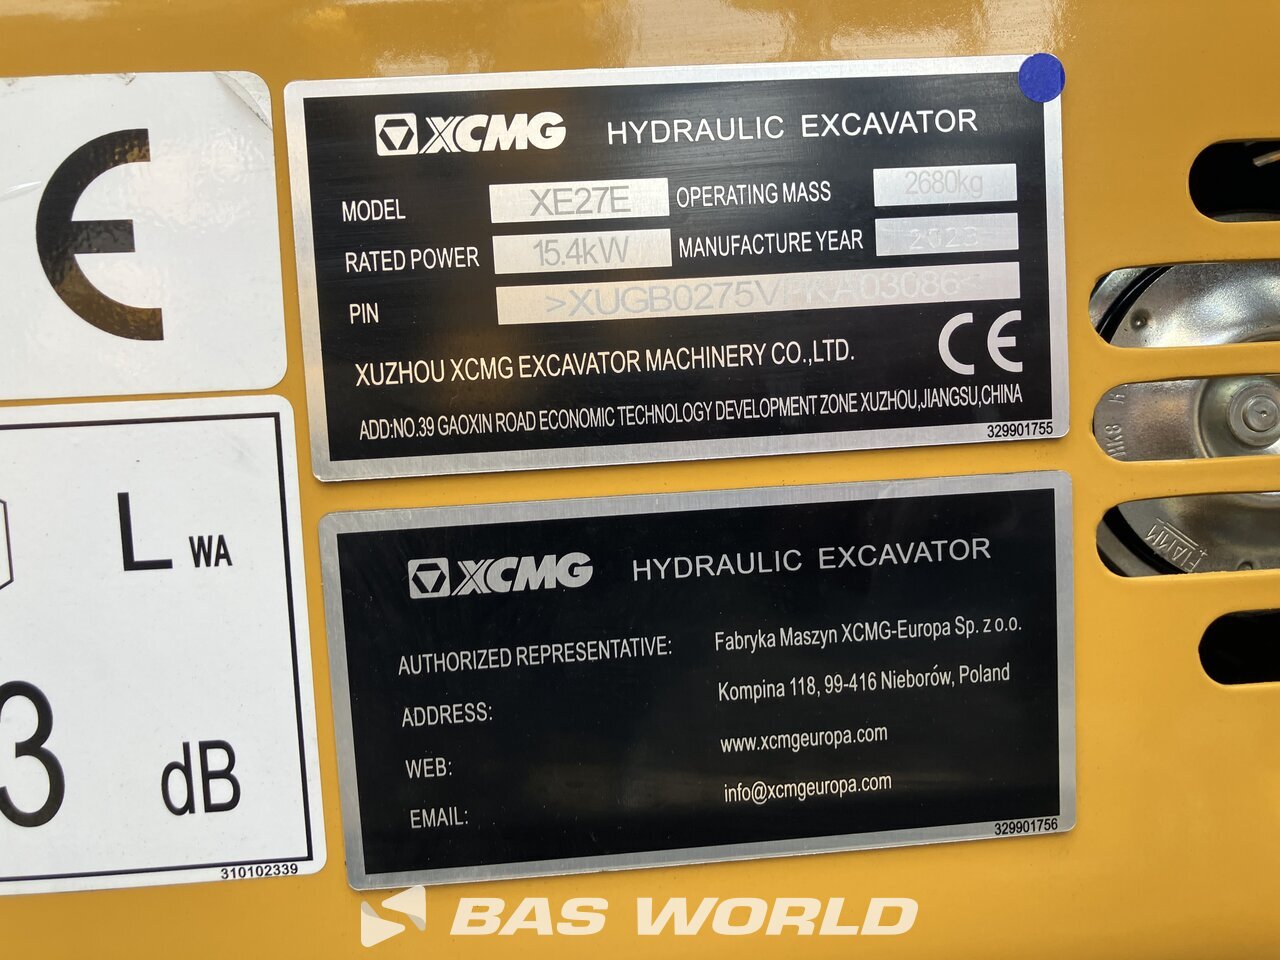 XCMG HYDRAULIC EXCAVATOR
MODEL XE27E OPERATING MASS 2680kg
RATED POWER 15.4kW MANUFACTURE YEAR 2023
PIN
XUZHOU XCMG EXCAVATOR MACHINERY CO.,LTD.
CE
ADD:NO.39 GAOXIN ROAD ECONOMIC TECHNOLOGY DEVELOPMENT ZONE XUZHOU,JIANGSU,CHINA
329901755
XCMG HYDRAULIC EXCAVATOR
AUTHORIZED REPRESENTATIVE: Fabryka Maszyn XCMG-Europa Sp. z o.o.
ADDRESS: Kompina 118, 99-416 Nieborów, Poland
WEB: www.xcmgeuropa.com
EMAIL: info@xcmgeuropa.com
329901756
E
LWA
3
dB
310102339
BAS WORLD